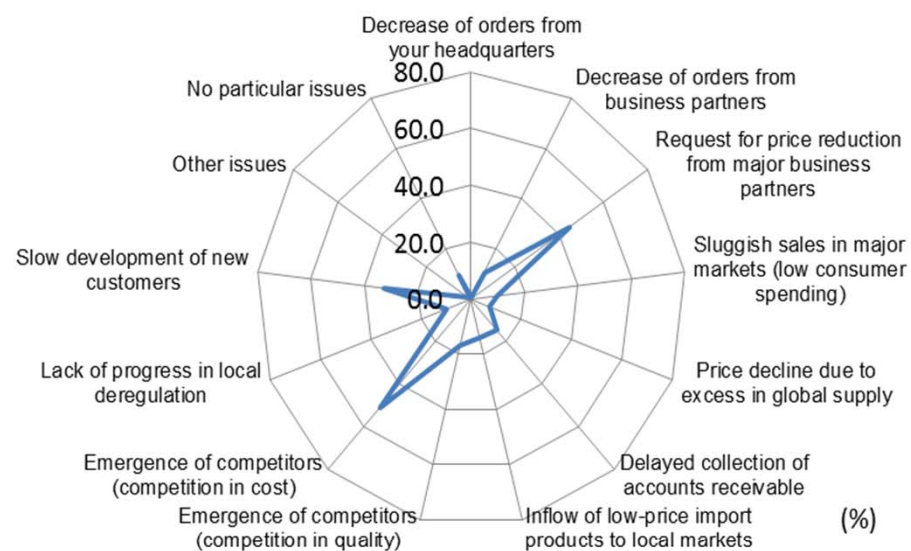 Decrease of orders from
your headquarters
80.0
60.0
40.0
20.0
0.0
Decrease of orders from
business partners
Request for price reduction
from major business
partners
Sluggish sales in major
markets (low consumer
spending)
Price decline due to
excess in global supply
Delayed collection of
accounts receivable
Inflow of low-price import
products to local markets
Emergence of competitors
(competition in quality)
Emergence of competitors
(competition in cost)
Lack of progress in local
deregulation
Slow development of new
customers
Other issues
No particular issues
(%)